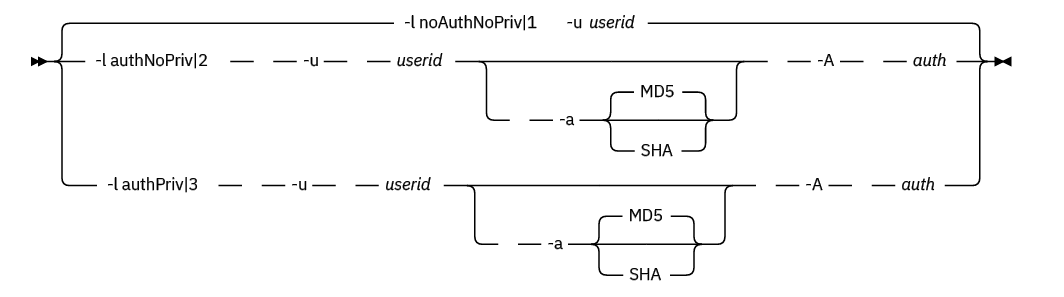 -l noAuthNoPriv|1 -u userid
-l authNoPriv|2 -u userid -A auth
MD5
-a
SHA
-l authPriv|3 -u userid -A auth
MD5
-a
SHA